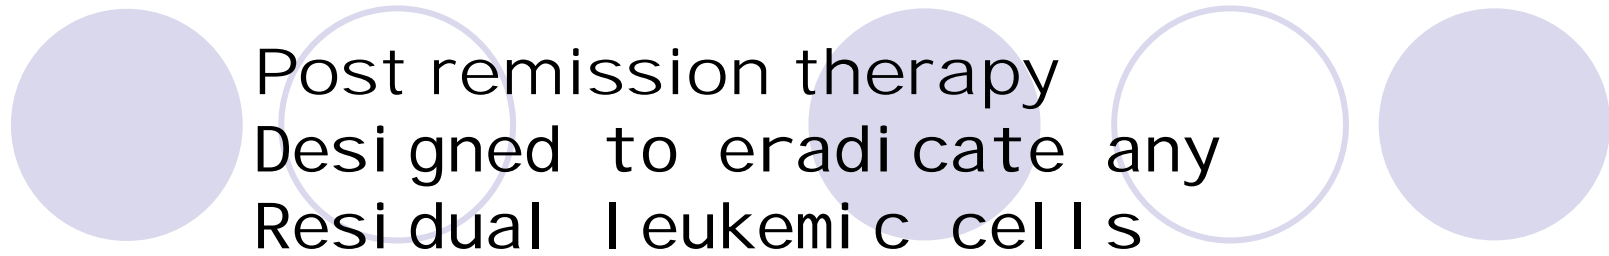 Post remission therapy
Designed to eradicate any
Residual leukemic cells